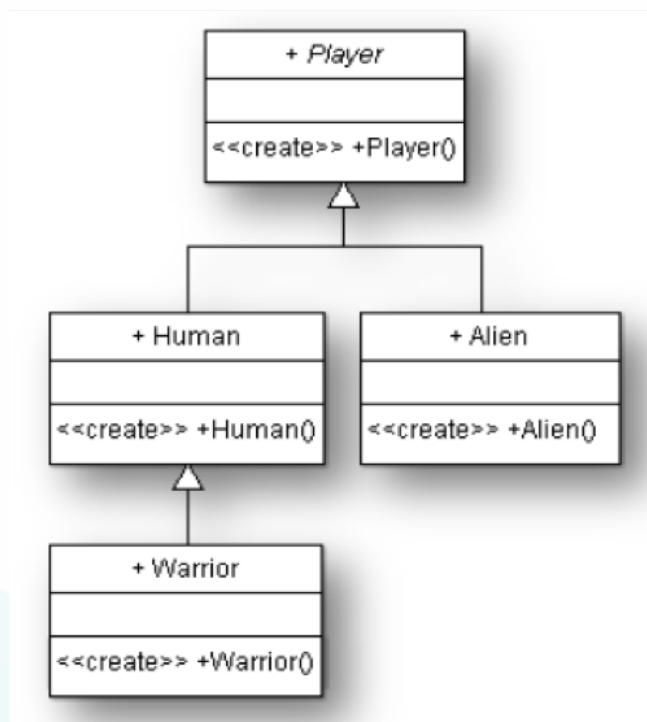 + Player
<<create>> +Player()
+ Human
+ Alien
<<create>> +Human()
<<create>> +Alien()
+ Warrior
<<create>> +Warrior()